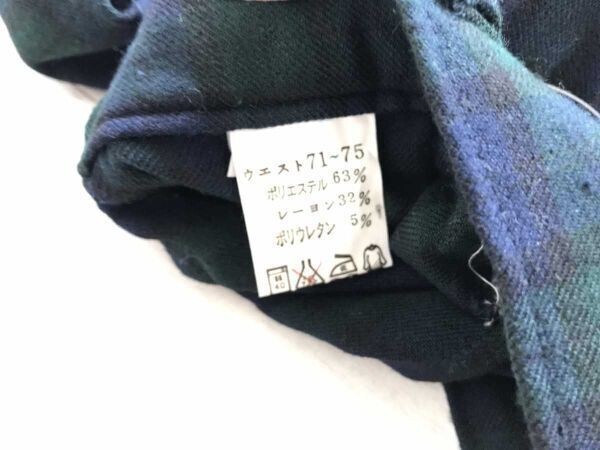 ウエスト71~75
ポリエステル 63%
レーヨン 32%
ポリウレタン 5%
40